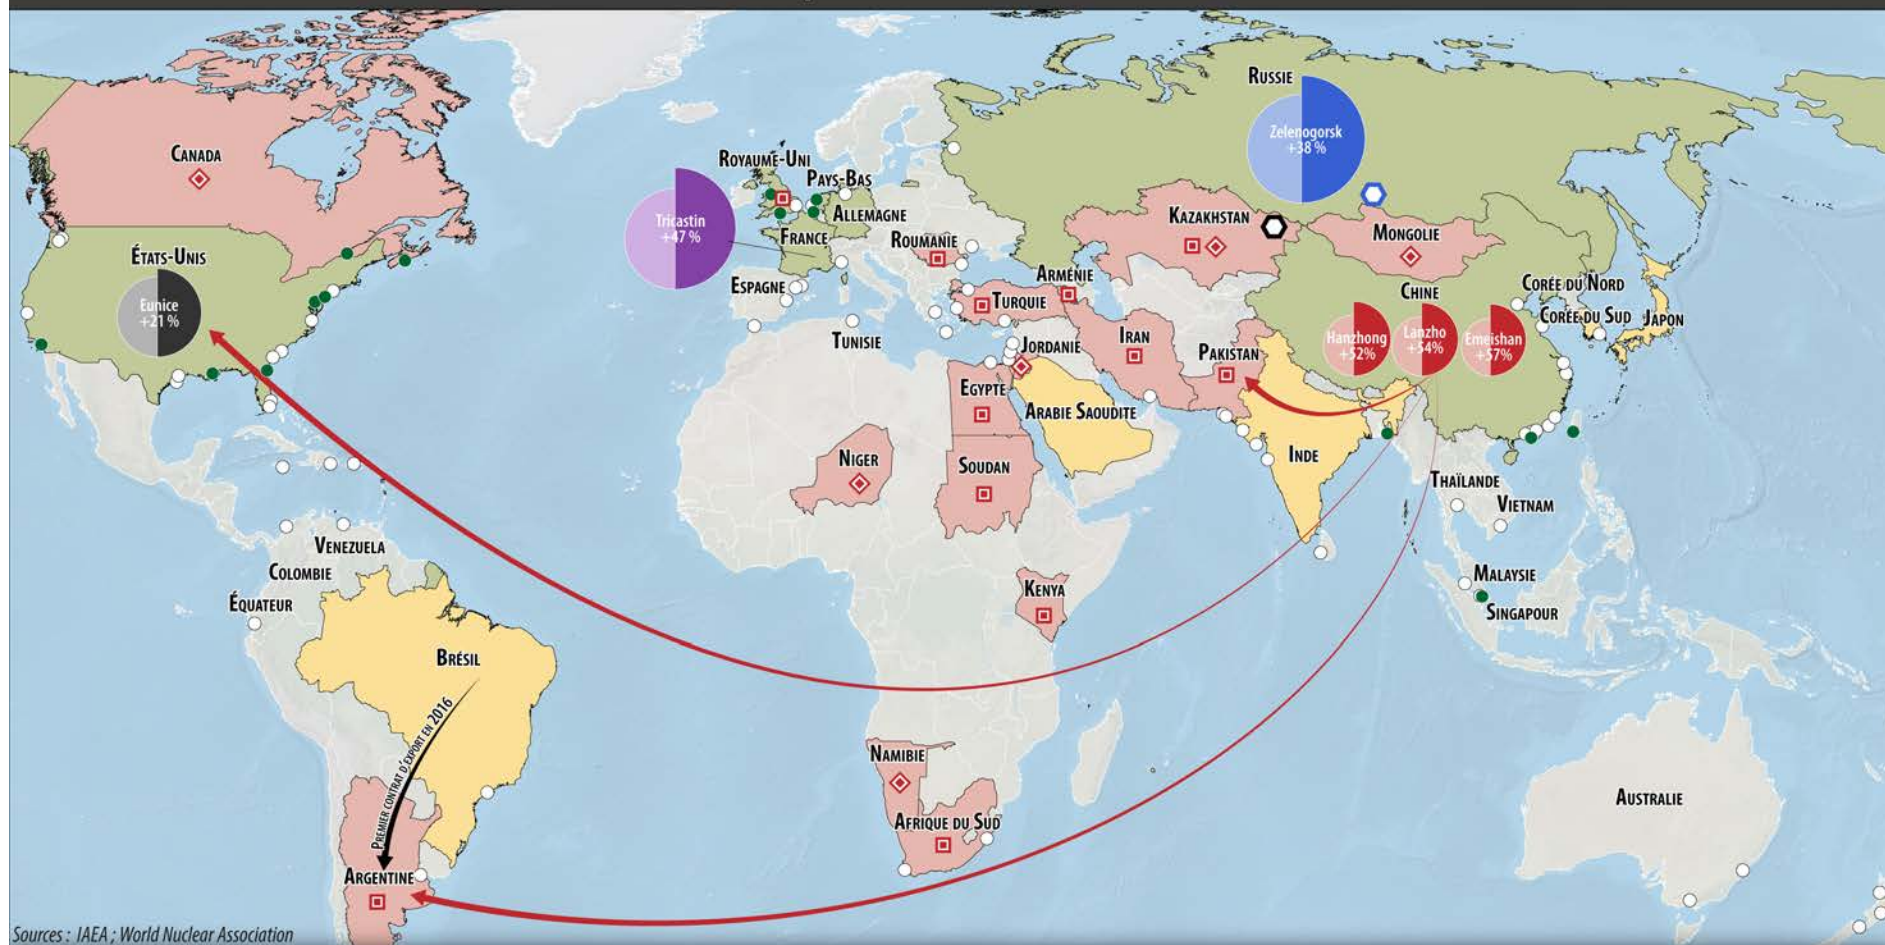 RUSSIE
Zelenogorsk
+38 %
CANADA
ROYAUME-UNI
PAYS-BAS
ALLEMAGNE
Tricastin
+47 %
FRANCE
ROUMANIE
KAZAKHSTAN
MONGOLIE
ÉTATS-UNIS
Eunice
+21 %
ESPAGNE
ARMÉNIE
TURQUIE
CHINE
CORÉE DU NORD
CORÉE DU SUD
JAPON
Hanzhong
+52%
Lanzho
+54%
Emeishan
+57%
TUNISIE
JORDANIE
IRAN
PAKISTAN
EGYPTE
ARABIE SAOUDITE
NIGER
SOUDAN
INDE
THAÏLANDE
VIETNAM
VENEZUELA
COLOMBIE
ÉQUATEUR
KENYA
MALAYSIE
SINGAPOUR
BRÉSIL
PREMIER CONTRAT D'EXPORT EN 2016
NAMIBIE
AFRIQUE DU SUD
AUSTRALIE
ARGENTINE
Sources : IAEA ; World Nuclear Association